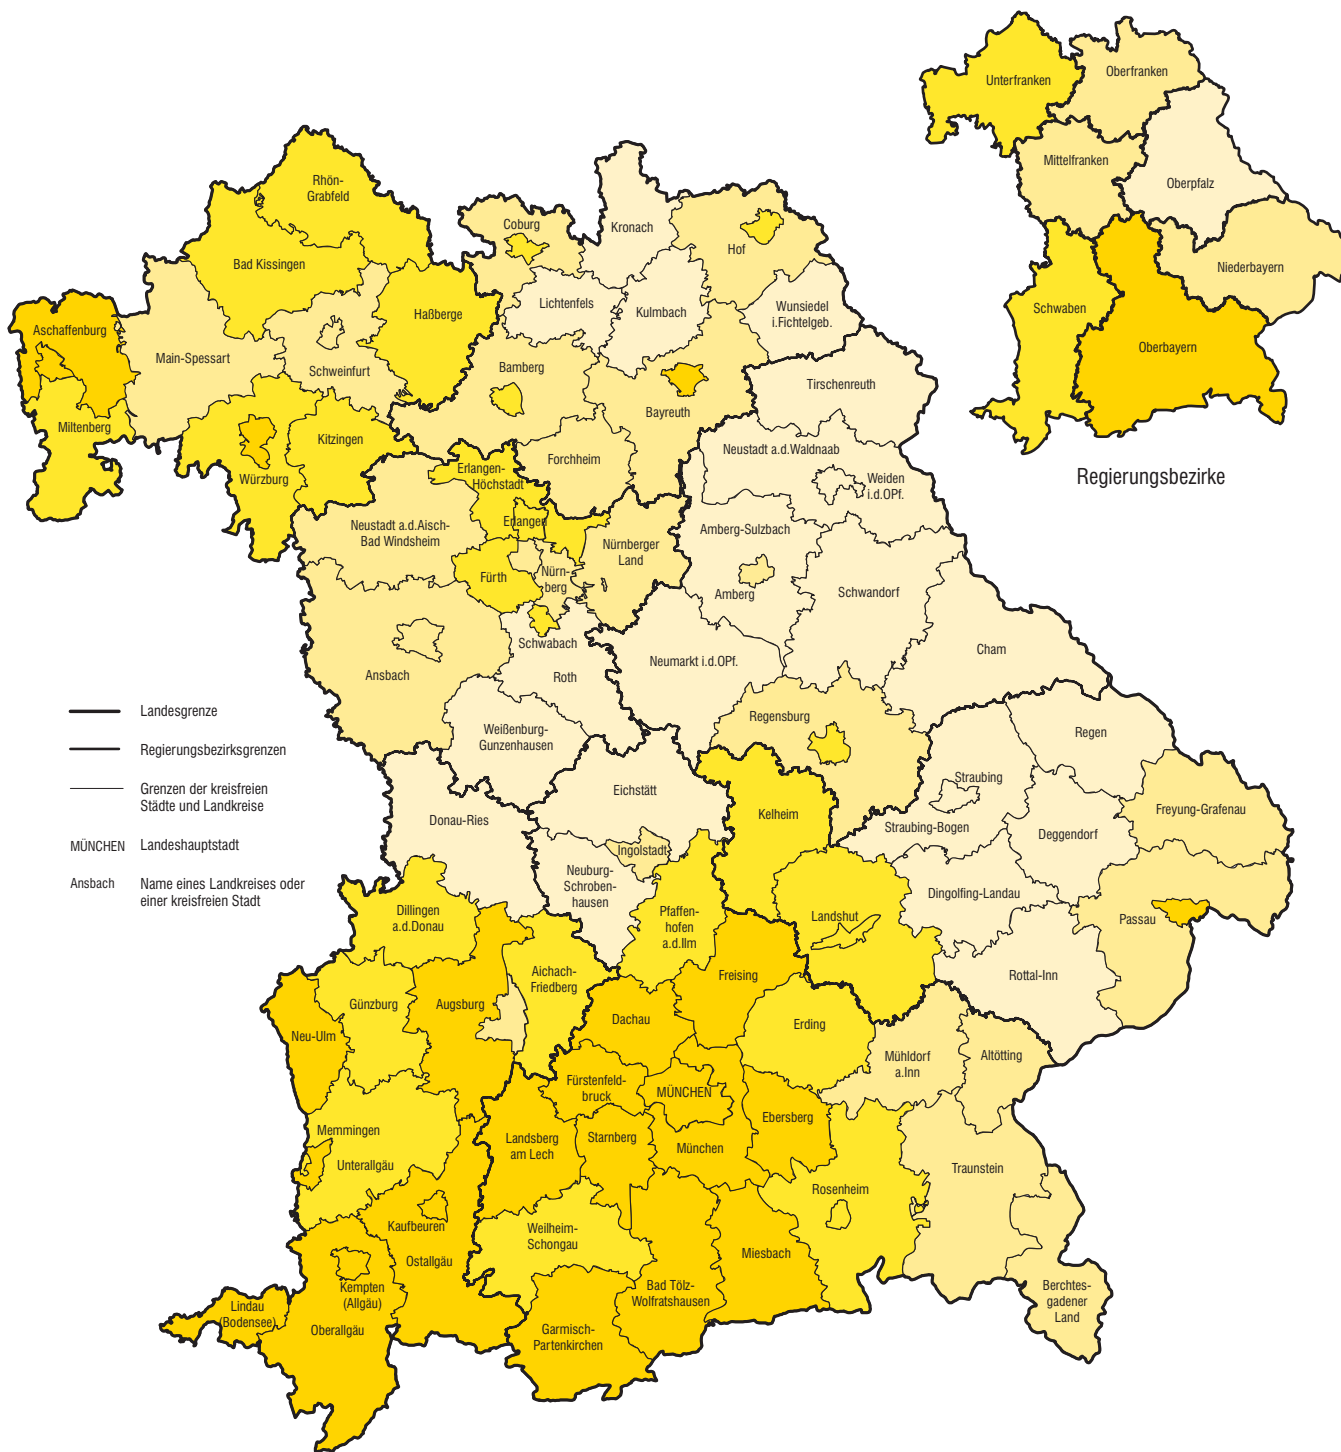 Unterfranken
Oberfranken
Mittelfranken
Oberpfalz
Niederbayern
Schwaben
Oberbayern
Regierungsbezirke
Rhön-
Grabfeld
Bad Kissingen
Coburg
Kronach
Hof
Lichtenfels
Kulmbach
Wunsiedel
i.Fichtelgeb.
Haßberge
Aschaffenburg
Main-Spessart
Schweinfurt
Bamberg
Bayreuth
Tirschenreuth
Miltenberg
Würzburg
Kitzingen
Erlangen-
Höchstadt
Forchheim
Neustadt a.d.Waldnaab
Weiden
i.d.OPf.
Neustadt a.d.Aisch-
Bad Windsheim
Erlangen
Nürnberger
Land
Amberg-Sulzbach
Fürth
Nürn-
berg
Amberg
Schwandorf
Schwabach
Roth
Ansbach
Neumarkt i.d.OPf.
Cham
Weißenburg-
Gunzenhausen
Regensburg
Regen
Landesgrenze
Regierungsbezirksgrenzen
Grenzen der kreisfreien
Städte und Landkreise
MÜNCHEN Landeshauptstadt
Ansbach Name eines Landkreises oder
einer kreisfreien Stadt
Eichstätt
Straubing
Freyung-Grafenau
Donau-Ries
Kelheim
Straubing-Bogen
Deggendorf
Ingolstadt
Neuburg-
Schroben-
hausen
Dingolfing-Landau
Dillingen
a.d.Donau
Pfaffen-
hofen
a.d.Ilm
Landshut
Passau
Aichach-
Friedberg
Freising
Rottal-Inn
Günzburg
Augsburg
Dachau
Erding
Neu-Ulm
Mühldorf
a.Inn
Altötting
Fürstenfeld-
bruck
MÜNCHEN
Ebersberg
Memmingen
Unterallgäu
Landsberg
am Lech
Starnberg
München
Traunstein
Rosenheim
Kaufbeuren
Ostallgäu
Weilheim-
Schongau
Miesbach
Bad Tölz-
Wolfratshausen
Kempten
(Allgäu)
Lindau
(Bodensee)
Oberallgäu
Garmisch-
Partenkirchen
Berchtes-
gadener
Land